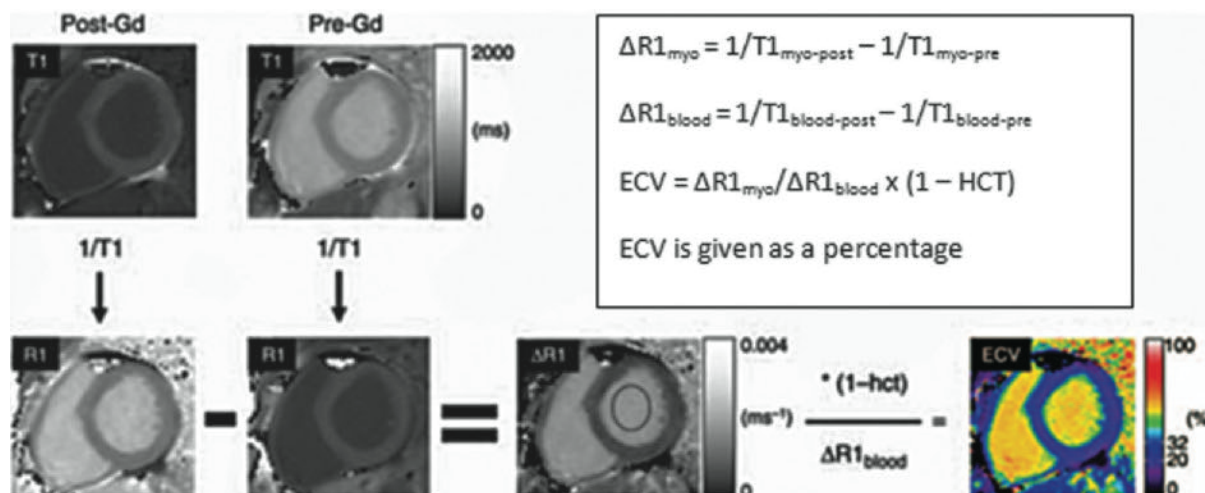 Post-Gd
Pre-Gd
T1
T1
2000
(ms)
0
ΔR1myo = 1/T1myo-post – 1/T1myo-pre
ΔR1blood = 1/T1blood-post – 1/T1blood-pre
ECV = ΔR1myo/ΔR1blood x (1 – HCT)
ECV is given as a percentage
1/T1
1/T1
R1
R1
ΔR1
0.004
(ms⁻¹)
0
* (1–hct)
ΔR1blood
=
ECV
100
(%)
32
20
0